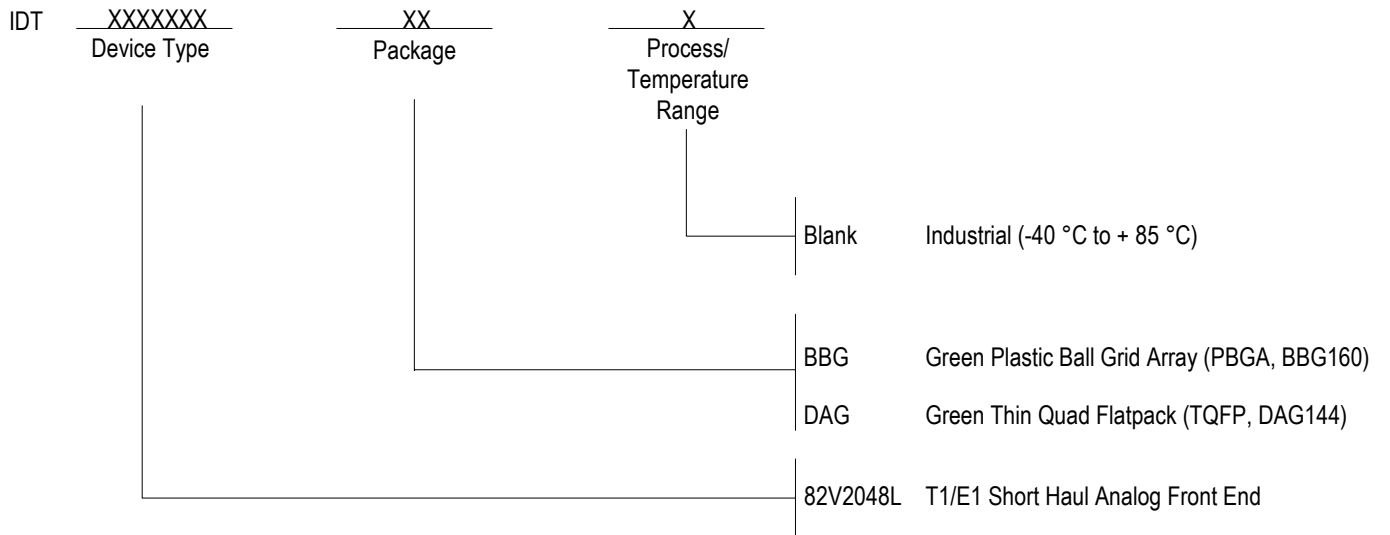 IDT XXXXXXX XX X
Device Type Package Process/
Temperature
Range
Blank Industrial (-40 °C to + 85 °C)
BBG Green Plastic Ball Grid Array (PBGA, BBG160)
DAG Green Thin Quad Flatpack (TQFP, DAG144)
82V2048L T1/E1 Short Haul Analog Front End